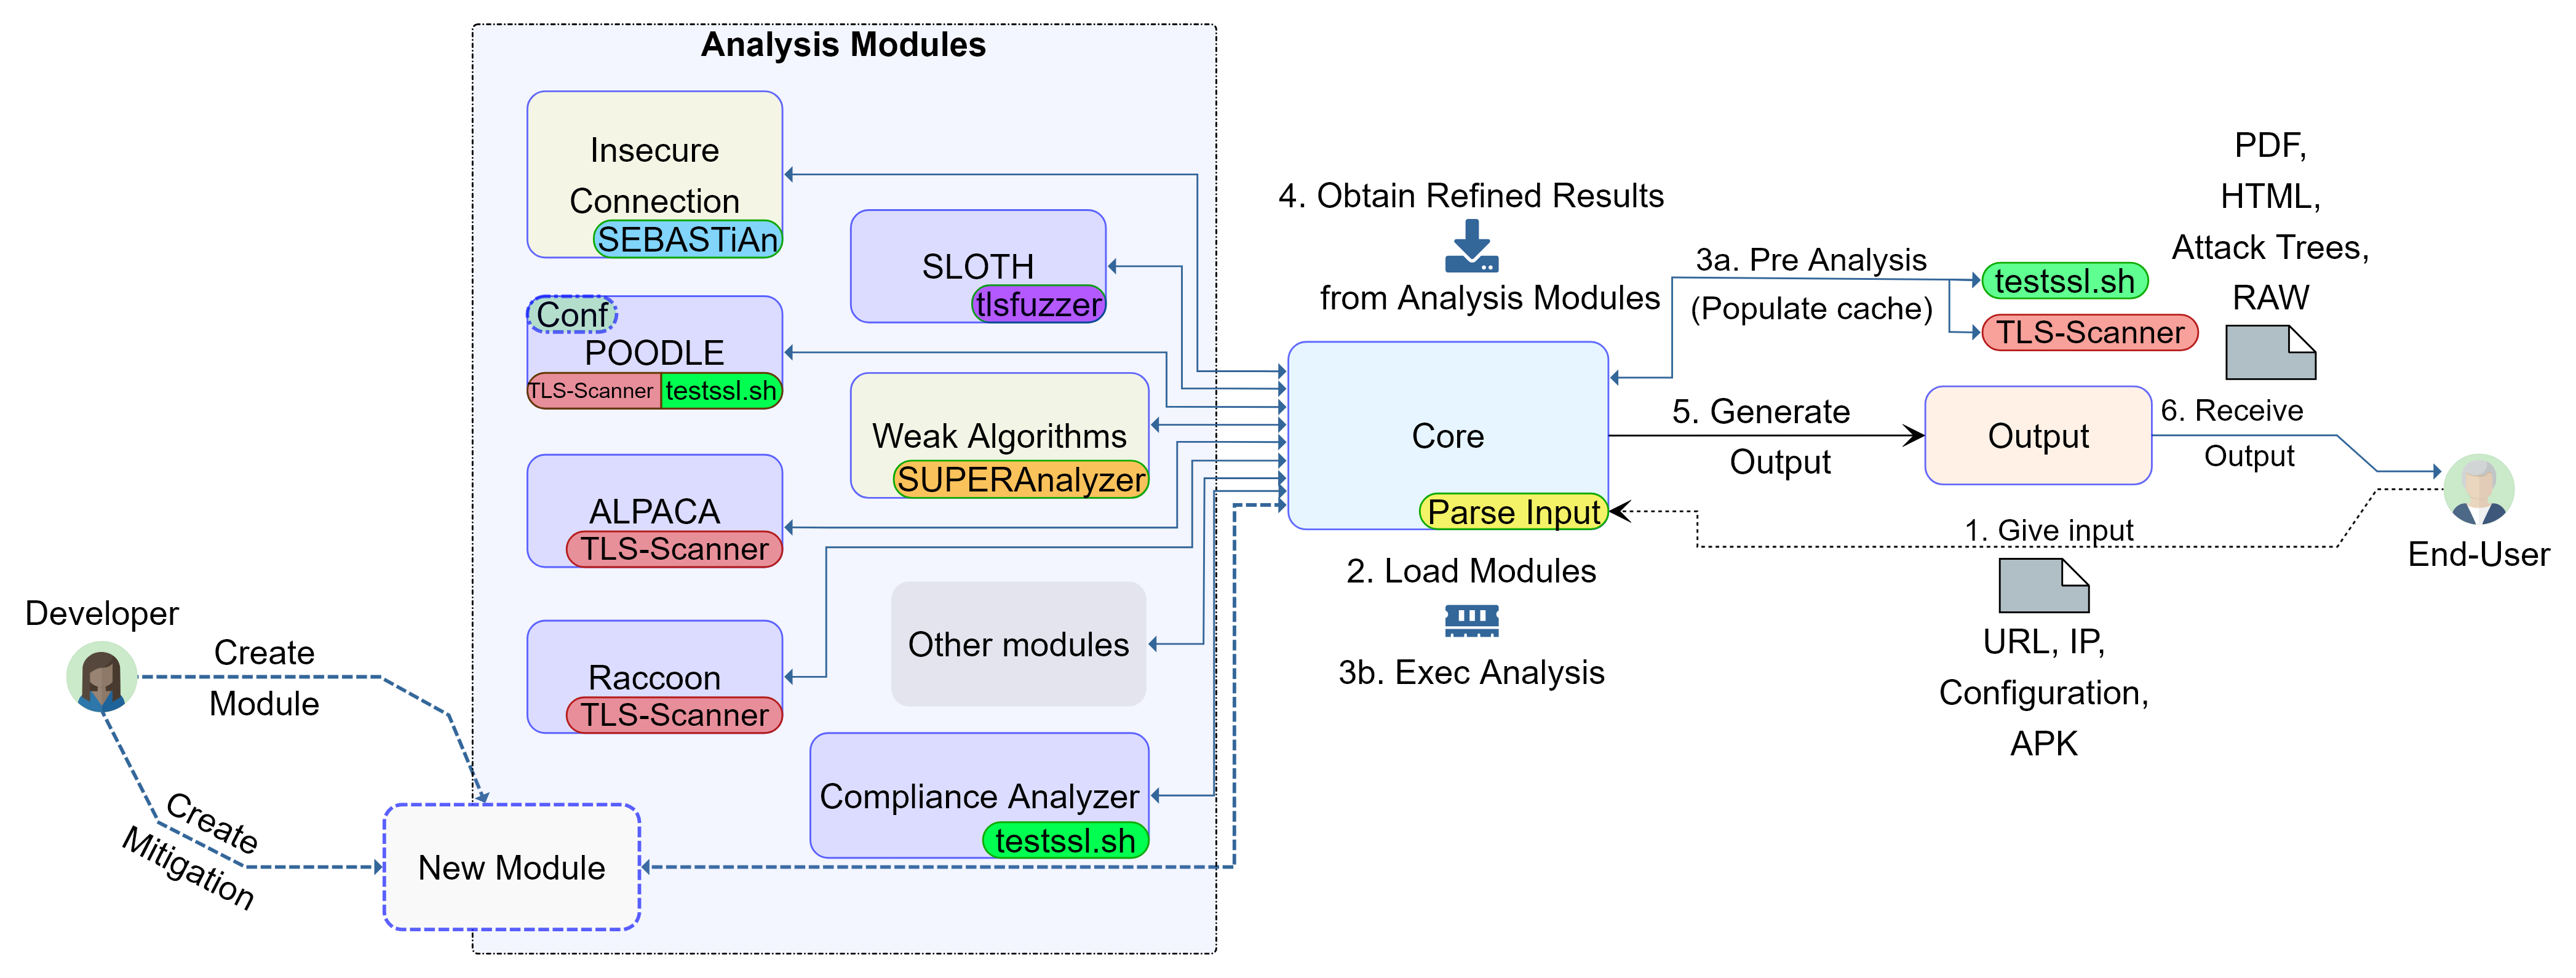 Analysis Modules
Insecure
Connection
SEBASTiAn
SLOTH
tlsfuzzer
Conf
POODLE
TLS-Scanner
testssl.sh
Weak Algorithms
SUPERAnalyzer
ALPACA
TLS-Scanner
Other modules
Raccoon
TLS-Scanner
Compliance Analyzer
testssl.sh
New Module
Developer
Create
Module
Create
Mitigation
4. Obtain Refined Results
from Analysis Modules
Core
Parse Input
2. Load Modules
3b. Exec Analysis
3a. Pre Analysis
(Populate cache)
testssl.sh
TLS-Scanner
PDF,
HTML,
Attack Trees,
RAW
5. Generate
Output
Output
6. Receive
Output
1. Give input
URL, IP,
Configuration,
APK
End-User